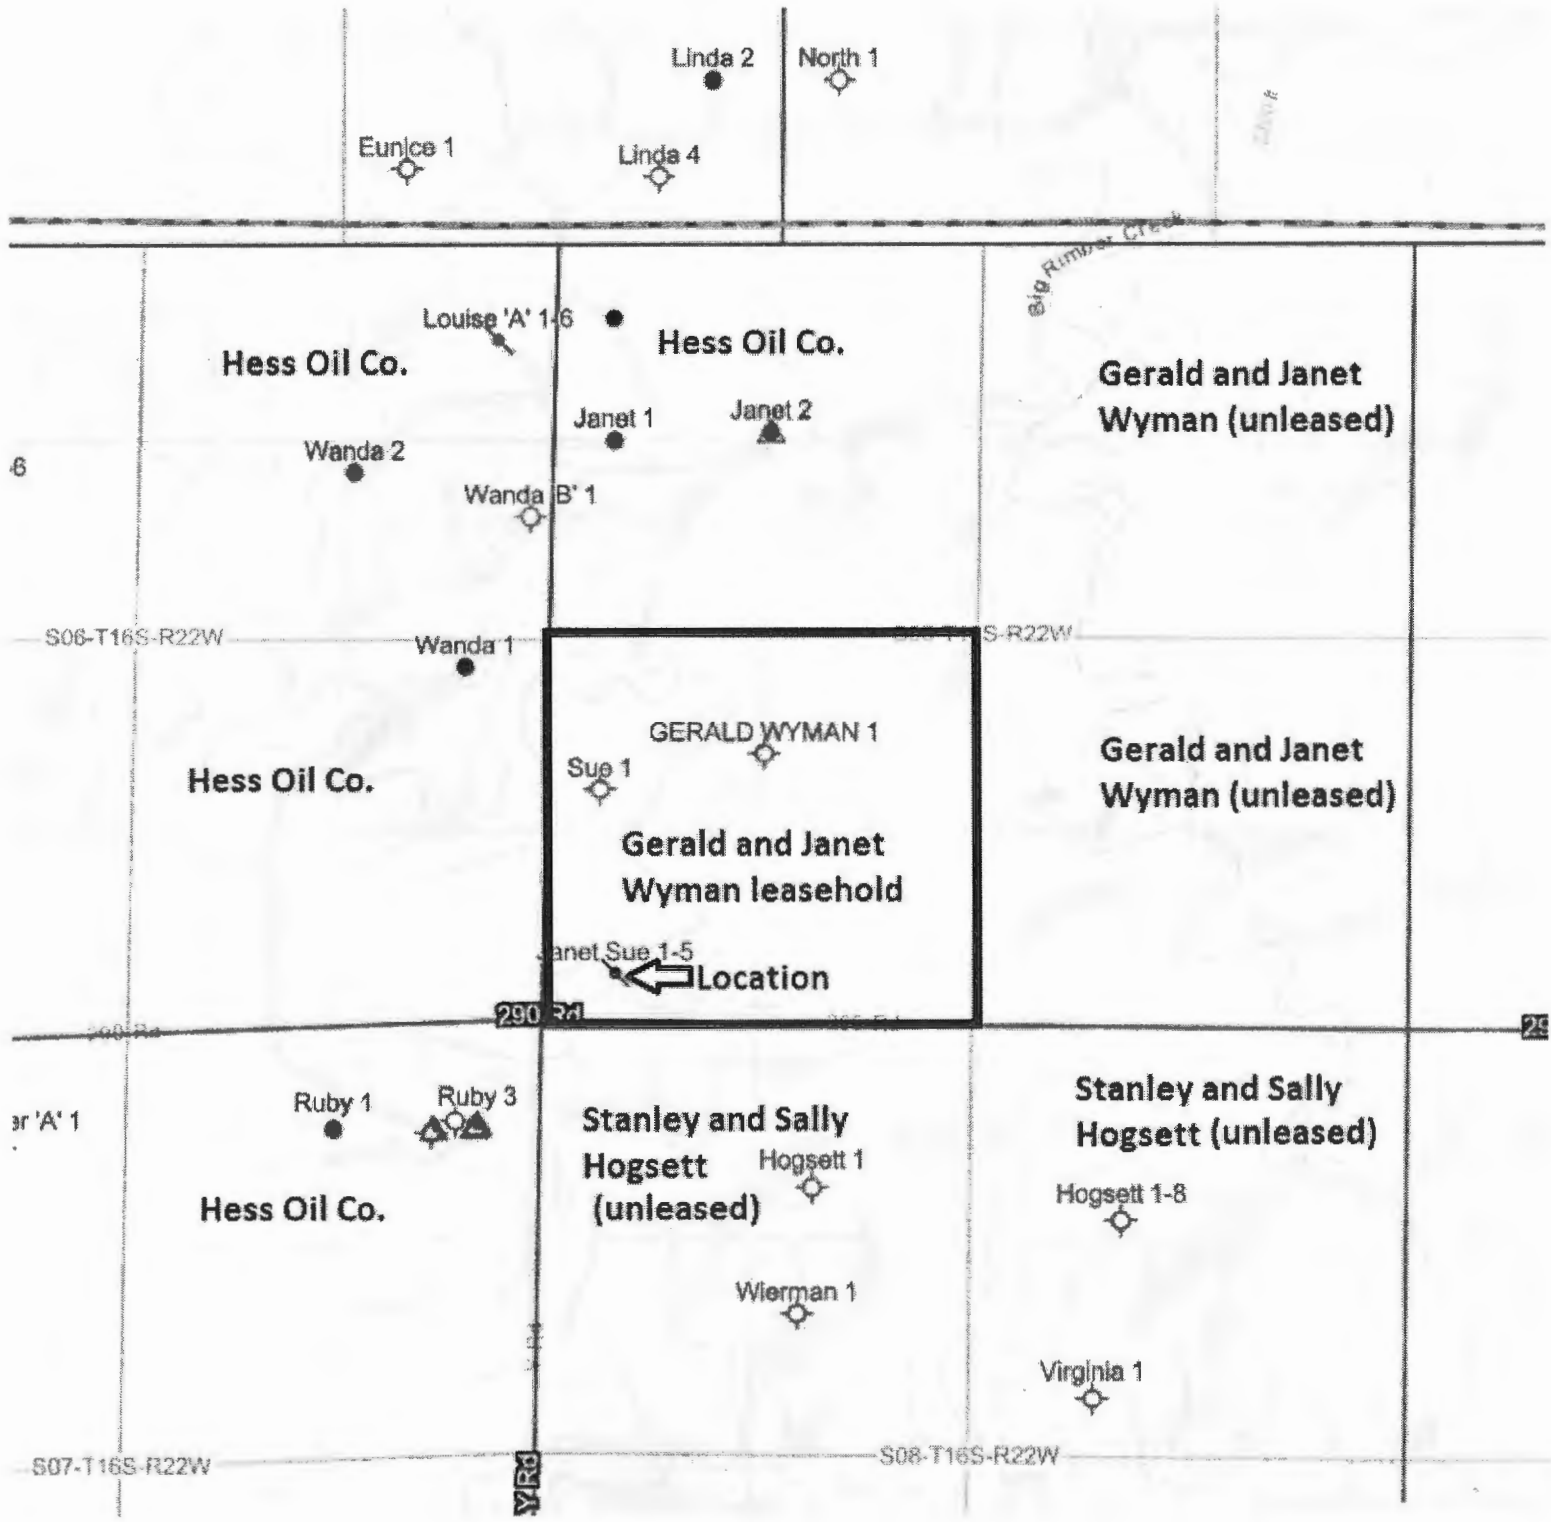 Linda 2
North 1
Eunice 1
Linda 4
Big Rimber Creek
Louise 'A' 1-6
Hess Oil Co.
Hess Oil Co.
Gerald and Janet
Wyman (unleased)
Janet 1
Janet 2
Wanda 2
-6
Wanda 'B' 1
S06-T16S-R22W
Wanda 1
S-R22W
GERALD WYMAN 1
Sue 1
Hess Oil Co.
Gerald and Janet
Wyman (unleased)
Gerald and Janet
Wyman leasehold
Janet Sue 1-5
Location
290 Rd
29
Ruby 1
Ruby 3
er 'A' 1
Stanley and Sally
Hogsett
(unleased)
Hogsett 1
Stanley and Sally
Hogsett (unleased)
Hogsett 1-8
Hess Oil Co.
Wierman 1
Virginia 1
S07-T16S-R22W
Y Rd
S08-T16S-R22W